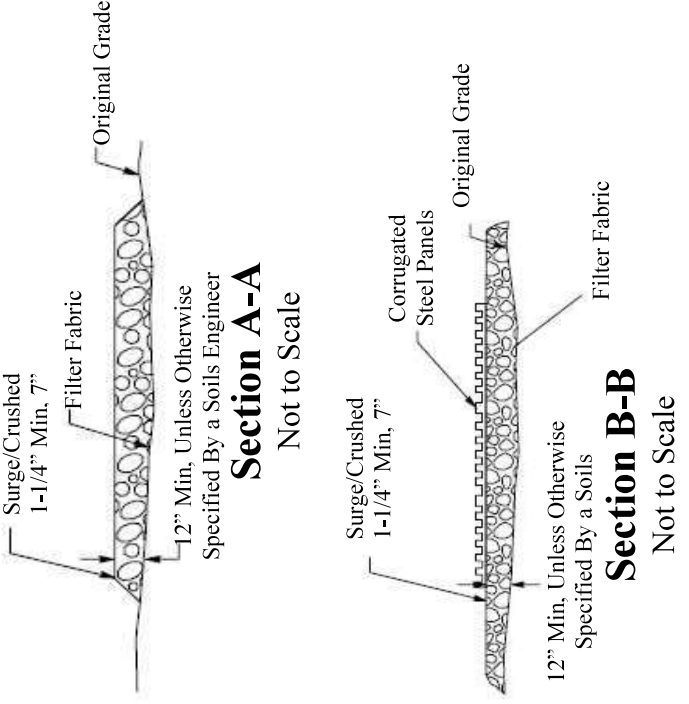 Original Grade
Surge/Crushed
1-1/4” Min, 7”
Filter Fabric
12” Min, Unless Otherwise
Specified By a Soils Engineer
Section A-A
Not to Scale
Original Grade
Corrugated
Steel Panels
Surge/Crushed
1-1/4” Min, 7”
Filter Fabric
12” Min, Unless Otherwise
Specified By a Soils
Section B-B
Not to Scale